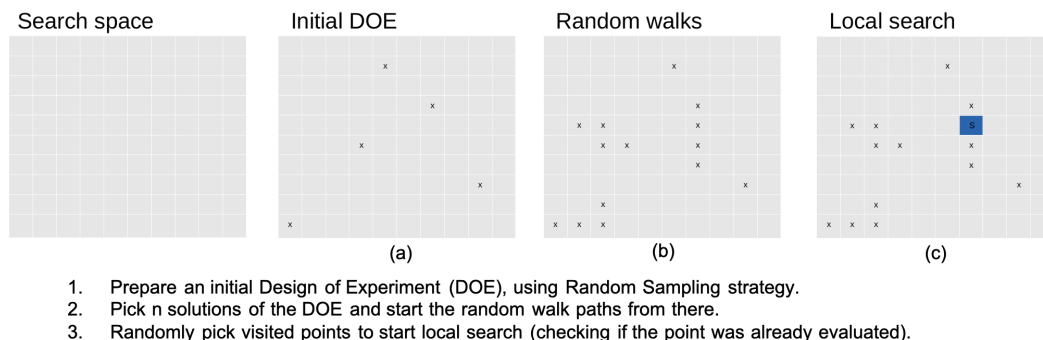 Search space Initial DOE Random walks Local search
x x x
x x x
x x x x x S
x x x x x x x
x x
x x x
x x
x x x x x x x
(a) (b) (c)
1. Prepare an initial Design of Experiment (DOE), using Random Sampling strategy.
2. Pick n solutions of the DOE and start the random walk paths from there.
3. Randomly pick visited points to start local search (checking if the point was already evaluated).